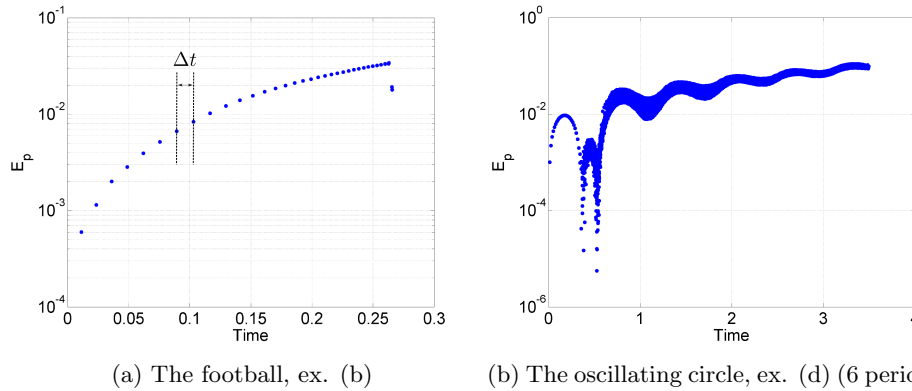 10^-1
10^-2
10^-3
10^-4
E_p
Δt
0 0.05 0.1 0.15 0.2 0.25 0.3
Time
(a) The football, ex. (b)
10^0
10^-2
10^-4
10^-6
E_p
0 1 2 3 4
Time
(b) The oscillating circle, ex. (d) (6 perio